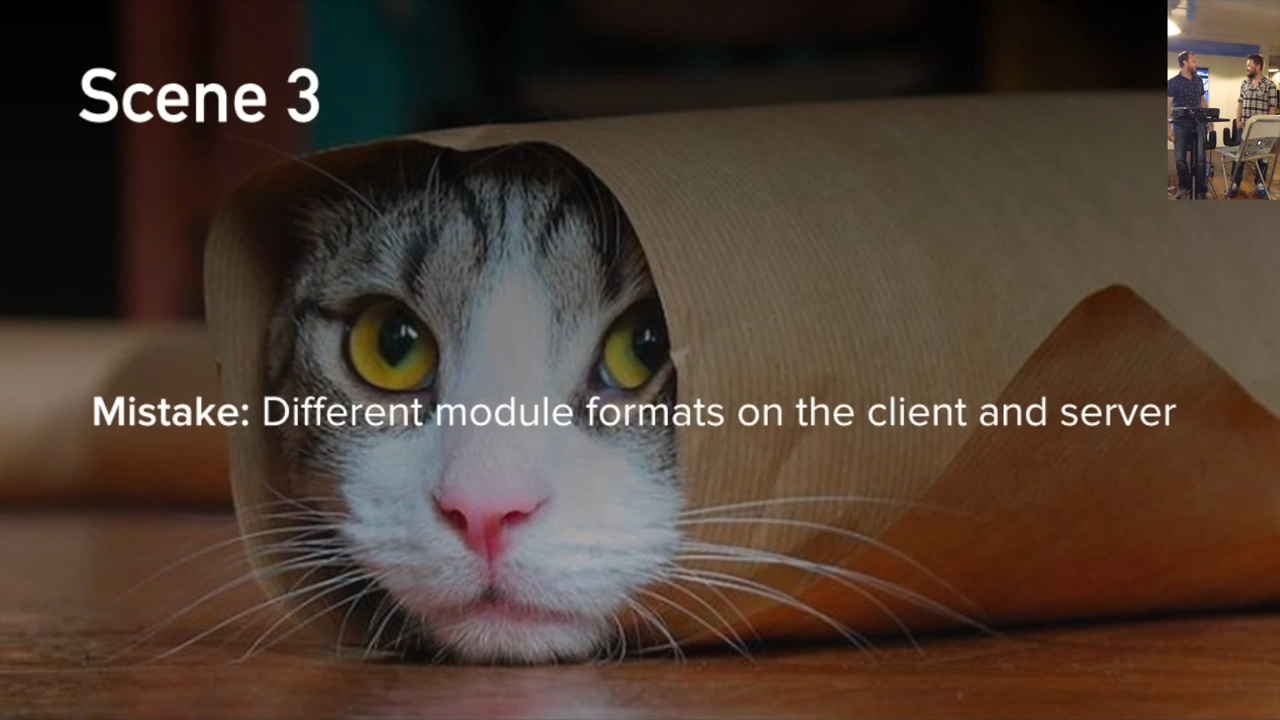 Scene 3
Mistake: Different module formats on the client and server